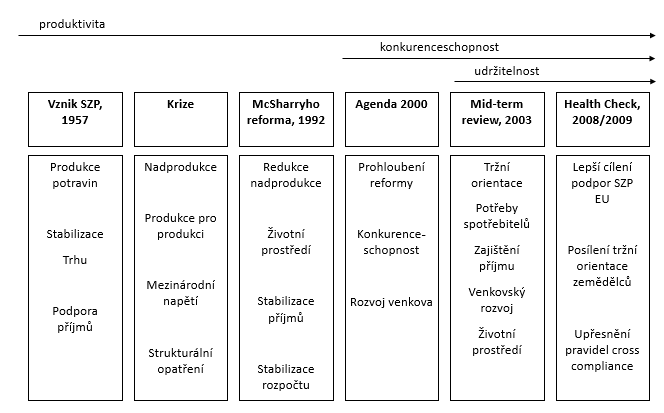 produktivita
konkurenceschopnost
udržitelnost
Vznik SZP,
1957
Krize
McSharryho
reforma, 1992
Agenda 2000
Mid-term
review, 2003
Health Check,
2008/2009
Produkce
potravin
Stabilizace
Trhu
Podpora
příjmů
Nadprodukce
Produkce pro
produkci
Mezinárodní
napětí
Strukturální
opatření
Redukce
nadprodukce
Životní
prostředí
Stabilizace
příjmů
Stabilizace
rozpočtu
Prohloubení
reformy
Konkurence-
schopnost
Rozvoj venkova
Tržní
orientace
Potřeby
spotřebitelů
Zajištění
příjmu
Venkovský
rozvoj
Životní
prostředí
Lepší cílení
podpor SZP
EU
Posílení tržní
orientace
zemědělců
Upřesnění
pravidel cross
compliance